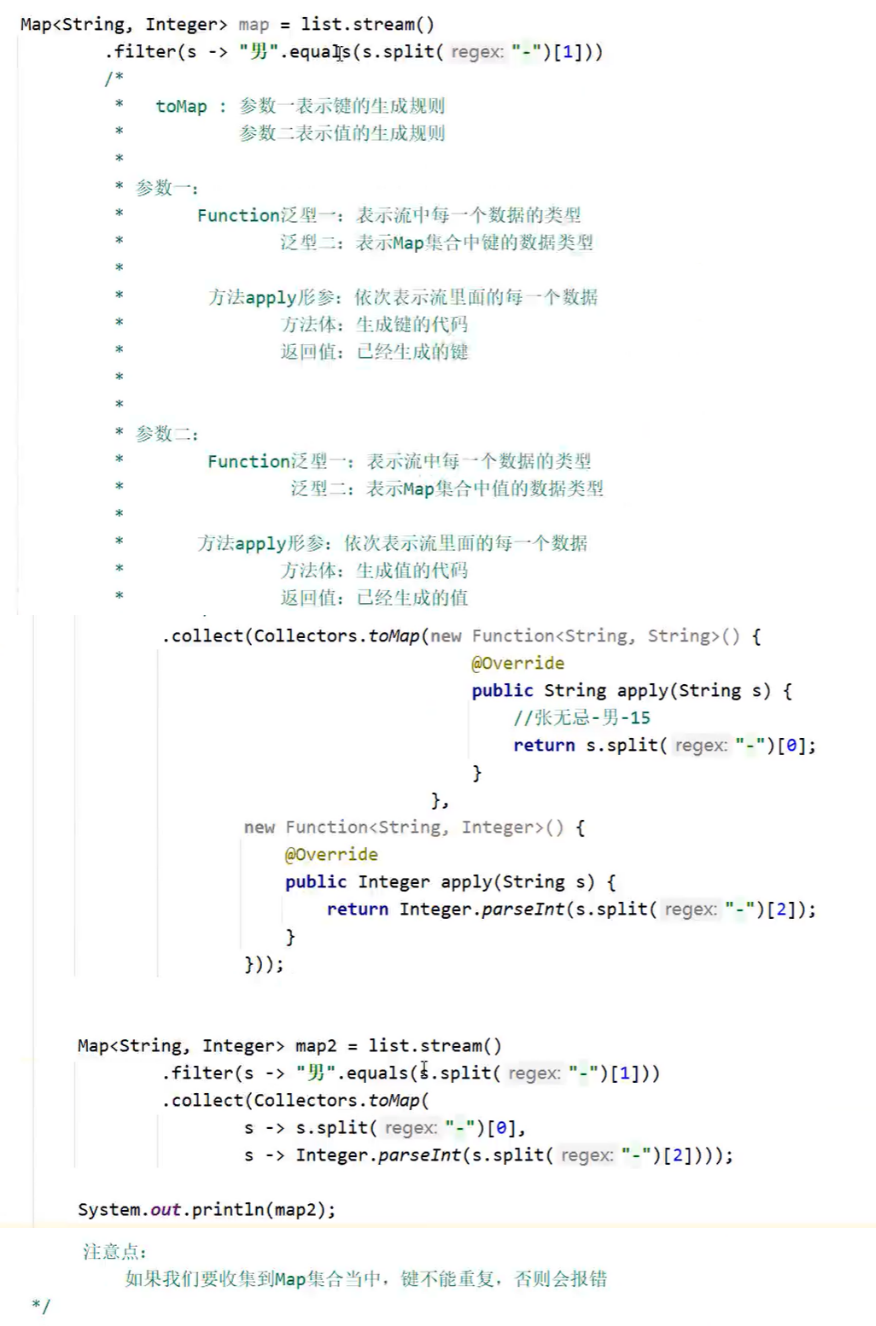 Map<String, Integer> map = list.stream()
.filter(s -> "男".equals(s.split( regex: "-")[1]))
/*
* toMap : 参数一表示键的生成规则
* 参数二表示值的生成规则
*
* 参数一:
* Function泛型一: 表示流中每一个数据的类型
* 泛型二: 表示Map集合中键的数据类型
*
* 方法apply形参: 依次表示流里面的每一个数据
* 方法体: 生成键的代码
* 返回值: 已经生成的键
*
*
* 参数二:
* Function泛型一: 表示流中每一个数据的类型
* 泛型二: 表示Map集合中值的数据类型
*
* 方法apply形参: 依次表示流里面的每一个数据
* 方法体: 生成值的代码
* 返回值: 已经生成的值
.collect(Collectors.toMap(new Function<String, String>() {
@Override
public String apply(String s) {
//张无忌-男-15
return s.split( regex: "-")[0];
}
},
new Function<String, Integer>() {
@Override
public Integer apply(String s) {
return Integer.parseInt(s.split( regex: "-")[2]);
}
}));
Map<String, Integer> map2 = list.stream()
.filter(s -> "男".equals(s.split( regex: "-")[1]))
.collect(Collectors.toMap(
s -> s.split( regex: "-")[0],
s -> Integer.parseInt(s.split( regex: "-")[2])));
System.out.println(map2);
注意点:
如果我们要收集到Map集合当中, 键不能重复, 否则会报错
*/